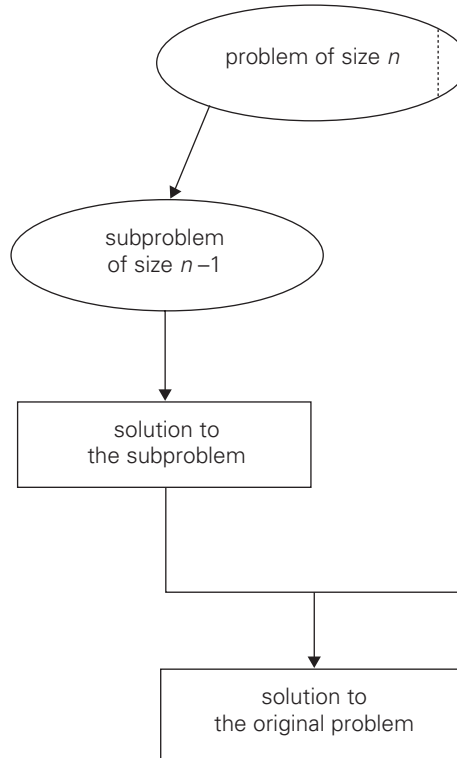 problem of size n
subproblem
of size n–1
solution to
the subproblem
solution to
the original problem